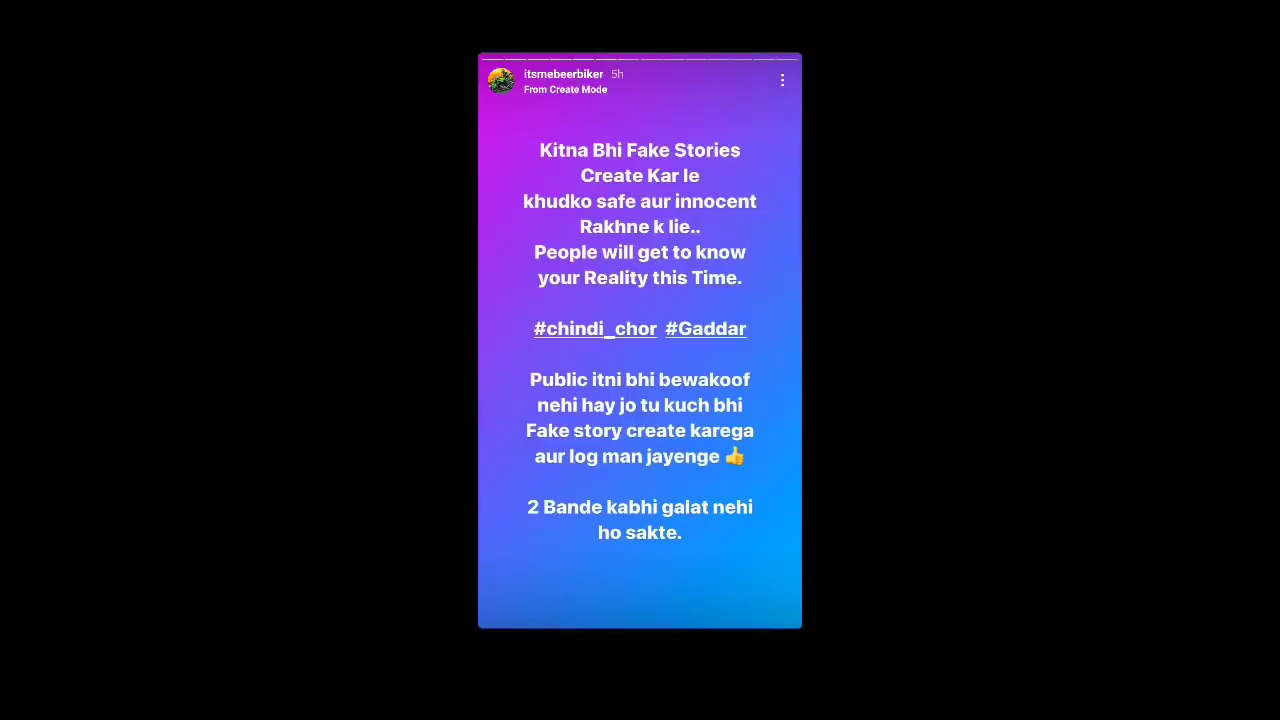 itsmebeerbiker 5h
From Create Mode
Kitna Bhi Fake Stories
Create Kar le
khudko safe aur innocent
Rakhne k lie..
People will get to know
your Reality this Time.
#chindi_chor #Gaddar
Public itni bhi bewakoof
nehi hay jo tu kuch bhi
Fake story create karega
aur log man jayenge 👍
2 Bande kabhi galat nehi
ho sakte.